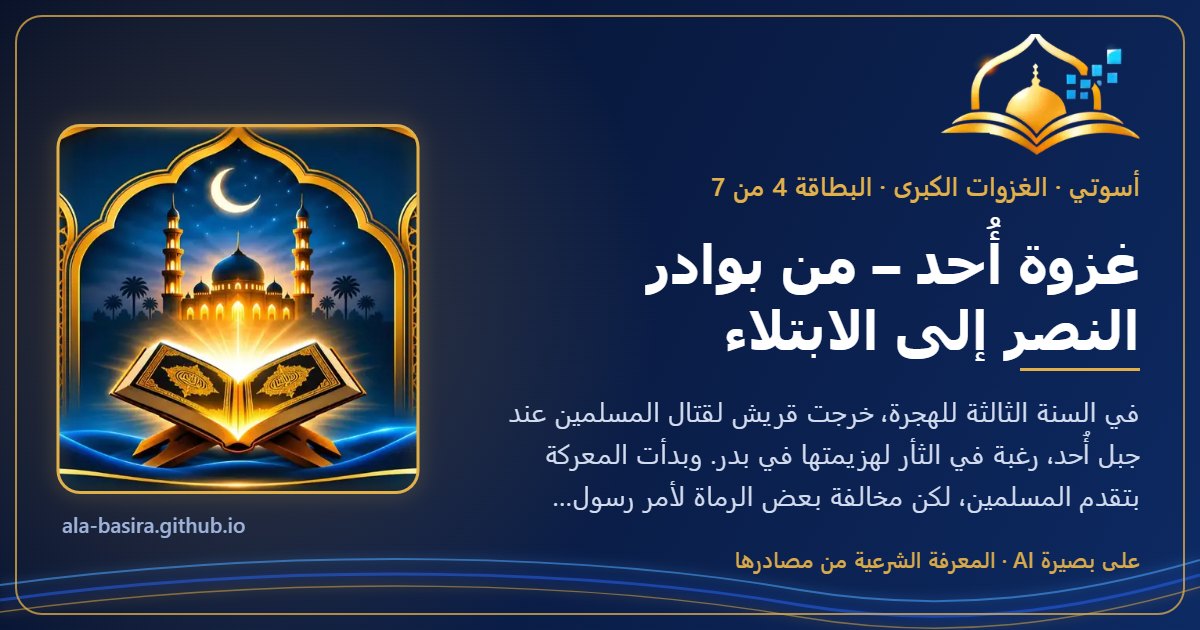 أسوتي · الغزوات الكبرى · البطاقة 4 من 7
غزوة أُحد – من بوادر
النصر إلى الابتلاء
في السنة الثالثة للهجرة، خرجت قريش لقتال المسلمين عند
جبل أُحد، رغبة في الثأر لهزيمتها في بدر. وبدأت المعركة
بتقدم المسلمين، لكن مخالفة بعض الرماة لأمر رسول...
على بصيرة AI · المعرفة الشرعية من مصادرها
ala-basira.github.io